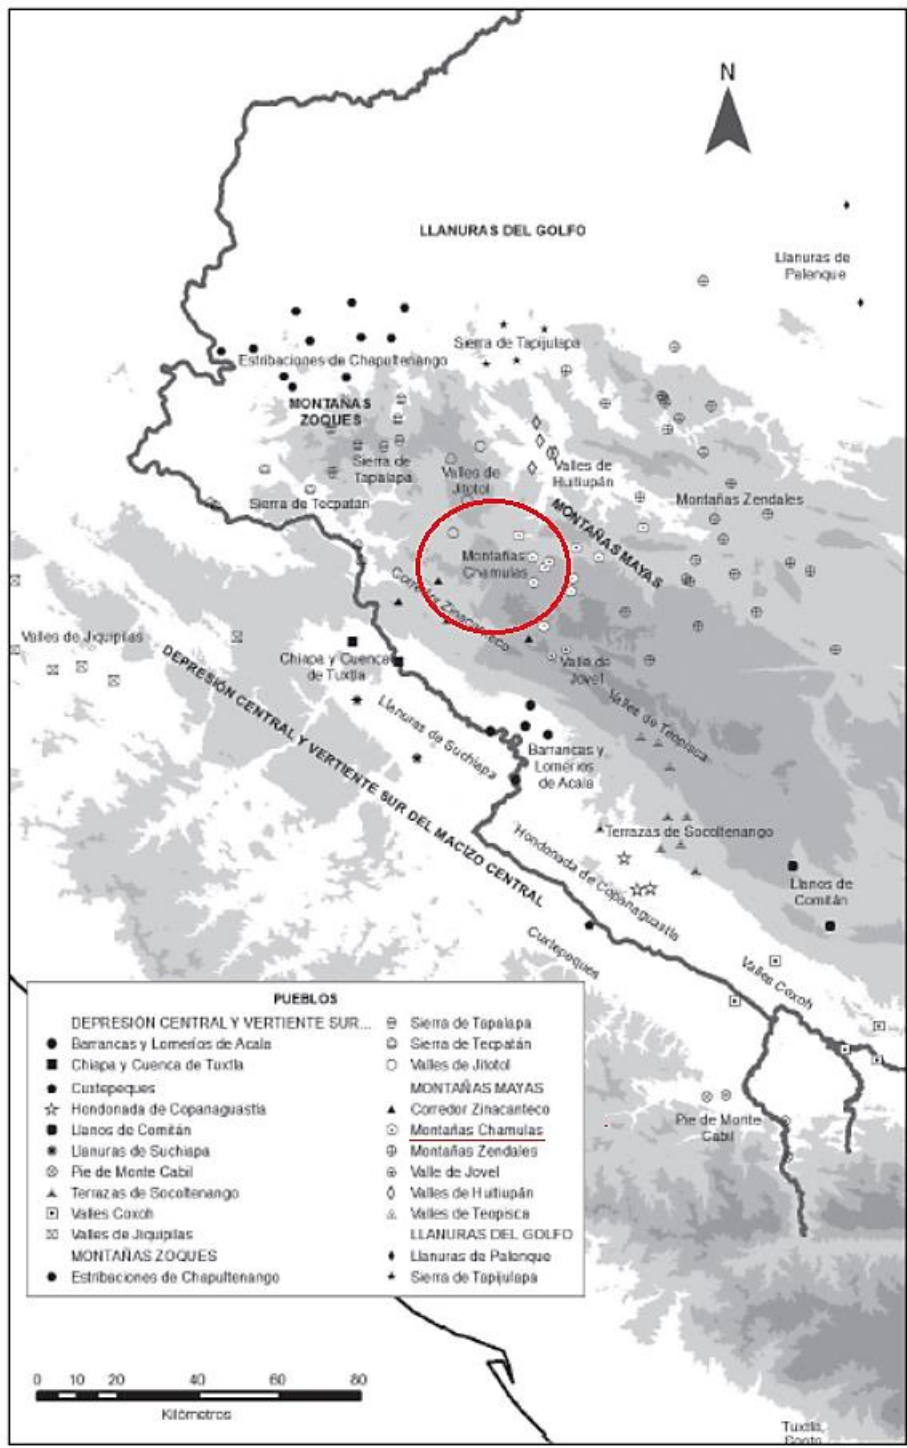 N
LLANURAS DEL GOLFO
Llanuras de
Palenque
Sierra de Tapijulapa
Estribaciones de Chapultenango
MONTAÑAS
ZOQUES
Sierra de
Tapalapa
Valles de
Jitotol
Valles de
Huitiupán
Sierra de Tecpatán
Montañas Zendales
MONTAÑAS MAYAS
Montañas
Chamulas
Corredor Zinacanteco
Valles de Jiquipilas
Chiapa y Cuenca
de Tuxtla
Valle de
Jovel
DEPRESIÓN CENTRAL Y VERTIENTE SUR DEL MACIZO CENTRAL
Llanuras de Suchiapa
Valles de Teopisca
Barrancas y
Lomeríos
de Acala
Terrazas de Socoltenango
Hondonada de Copanaguastla
Llanos de
Comitán
Cuxtepeques
Valles Coxoh
Pie de Monte
Cabil
PUEBLOS
DEPRESIÓN CENTRAL Y VERTIENTE SUR...
Barrancas y Lomeríos de Acala
Chiapa y Cuenca de Tuxtla
Cuxtepeques
Hondonada de Copanaguastla
Llanos de Comitán
Llanuras de Suchiapa
Pie de Monte Cabil
Terrazas de Socoltenango
Valles Coxoh
Valles de Jiquipilas
MONTAÑAS ZOQUES
Estribaciones de Chapultenango
Sierra de Tapalapa
Sierra de Tecpatán
Valles de Jitotol
MONTAÑAS MAYAS
Corredor Zinacanteco
Montañas Chamulas
Montañas Zendales
Valle de Jovel
Valles de Huitiupán
Valles de Teopisca
LLANURAS DEL GOLFO
Llanuras de Palenque
Sierra de Tapijulapa
0 10 20 40 60 80
Kilómetros